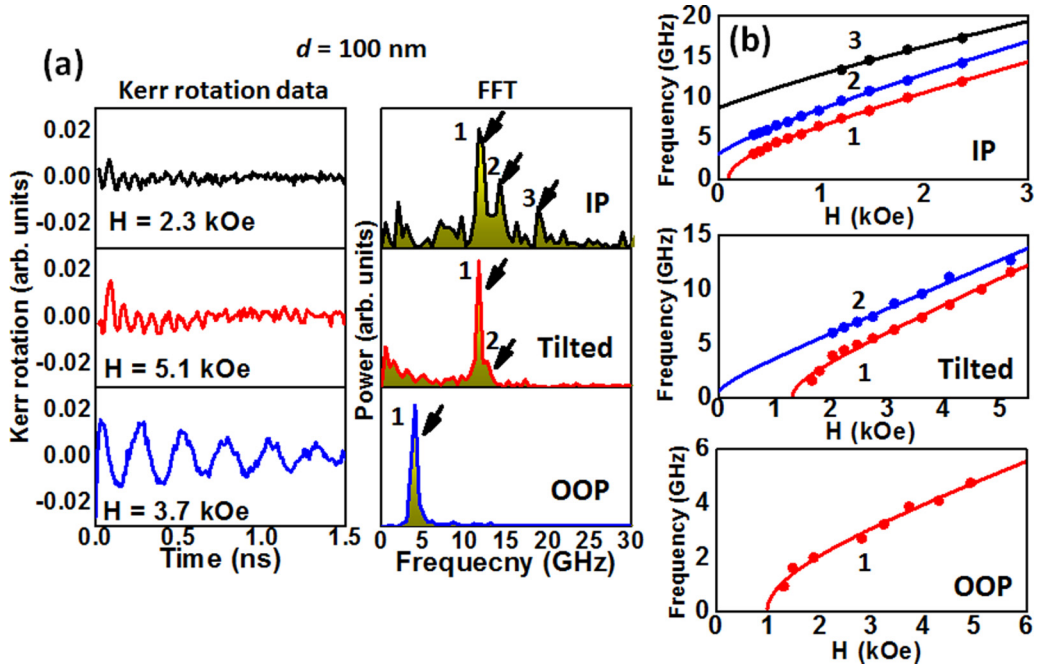 d = 100 nm
(a)
Kerr rotation data
FFT
Kerr rotation (arb. units)
0.02
0.00
-0.02
H = 2.3 kOe
0.02
0.00
-0.02
H = 5.1 kOe
0.02
0.00
-0.02
H = 3.7 kOe
0.0 0.5 1.0 1.5
Time (ns)
Power (arb. units)
1
2
3
IP
1
2
Tilted
1
OOP
0 5 10 15 20 25 30
Frequecny (GHz)
(b)
Frequency (GHz)
20
15
10
5
0
3
2
1
IP
0 1 2 3
H (kOe)
Frequency (GHz)
15
10
5
0
2
1
Tilted
0 1 2 3 4 5
H (kOe)
Frequency (GHz)
6
4
2
0
1
OOP
0 1 2 3 4 5 6
H (kOe)